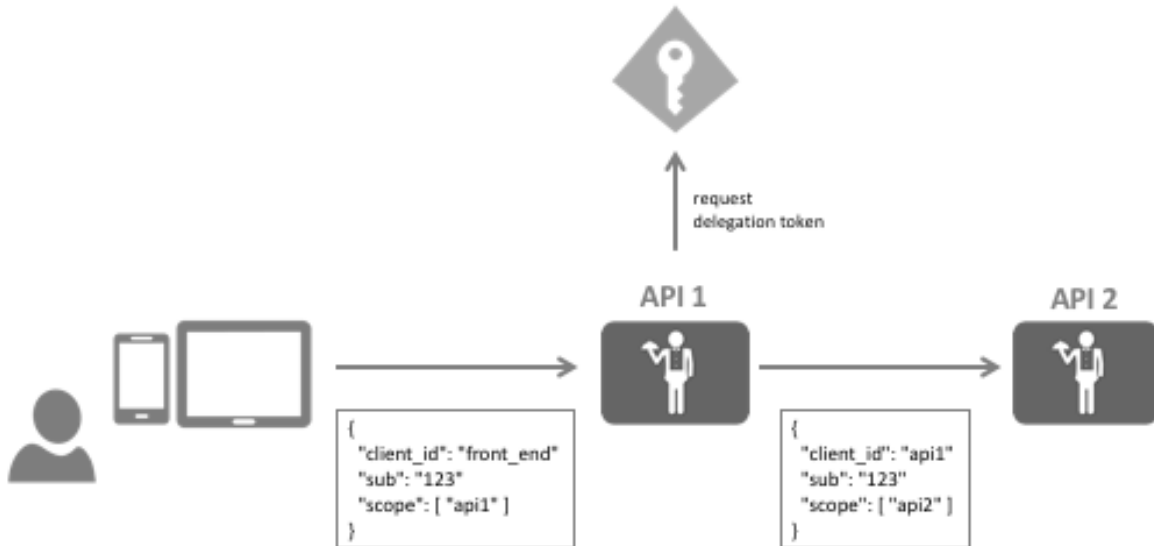 request
delegation token
API 1
API 2
{
"client_id": "front_end"
"sub": "123"
"scope": [ "api1" ]
}
{
"client_id": "api1"
"sub": "123"
"scope": [ "api2" ]
}